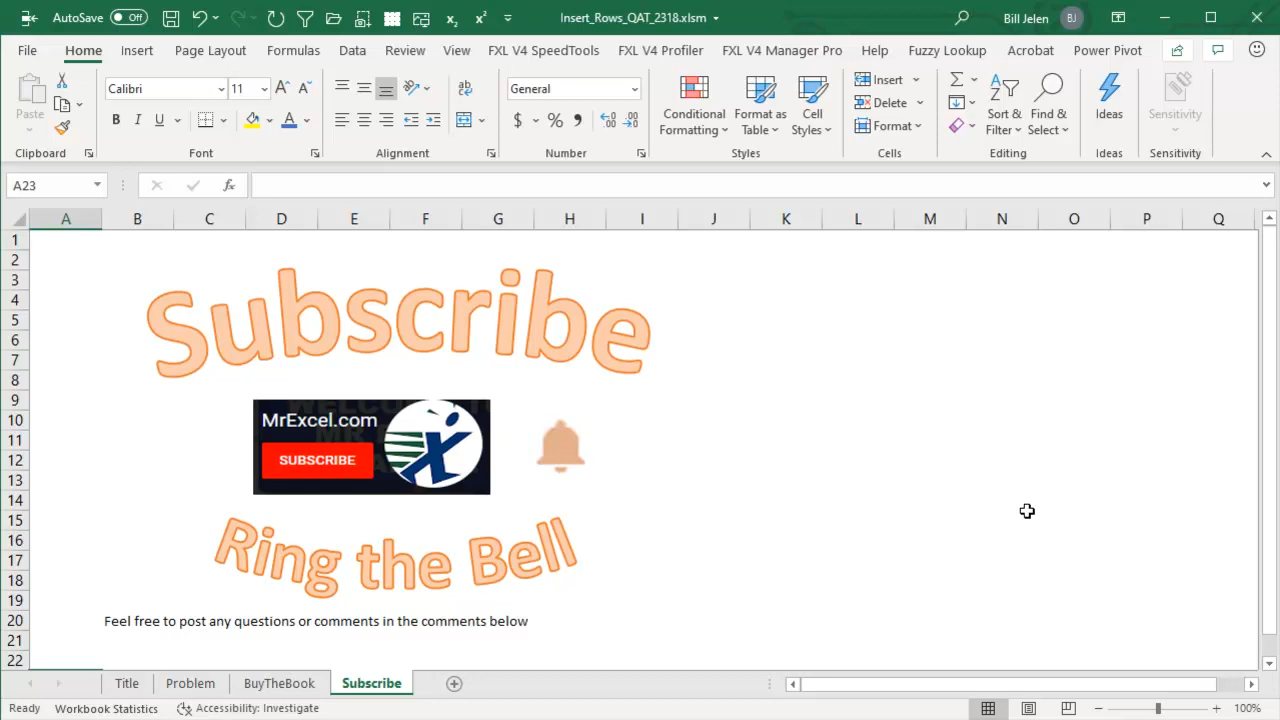 AutoSave Off x₂ x² Insert_Rows_QAT_2318.xlsm Bill Jelen BJ
File Home Insert Page Layout Formulas Data Review View FXL V4 SpeedTools FXL V4 Profiler FXL V4 Manager Pro Help Fuzzy Lookup Acrobat Power Pivot
Paste
Calibri 11 A A
B I U A
ab
General
$ % ,
Conditional Formatting
Format as Table
Cell Styles
Insert
Delete
Format
Sort & Filter
Find & Select
Ideas
Sensitivity
Clipboard Font Alignment Number Styles Cells Editing Ideas Sensitivity
A23 fx
A B C D E F G H I J K L M N O P Q
1
2
3
4
5
6
7
8
9
10
11
12
13
14
15
16
17
18
19
20
21
22
Subscribe
MrExcel.com
SUBSCRIBE
Ring the Bell
Feel free to post any questions or comments in the comments below
Title Problem BuyTheBook Subscribe
Ready Workbook Statistics Accessibility: Investigate 100%